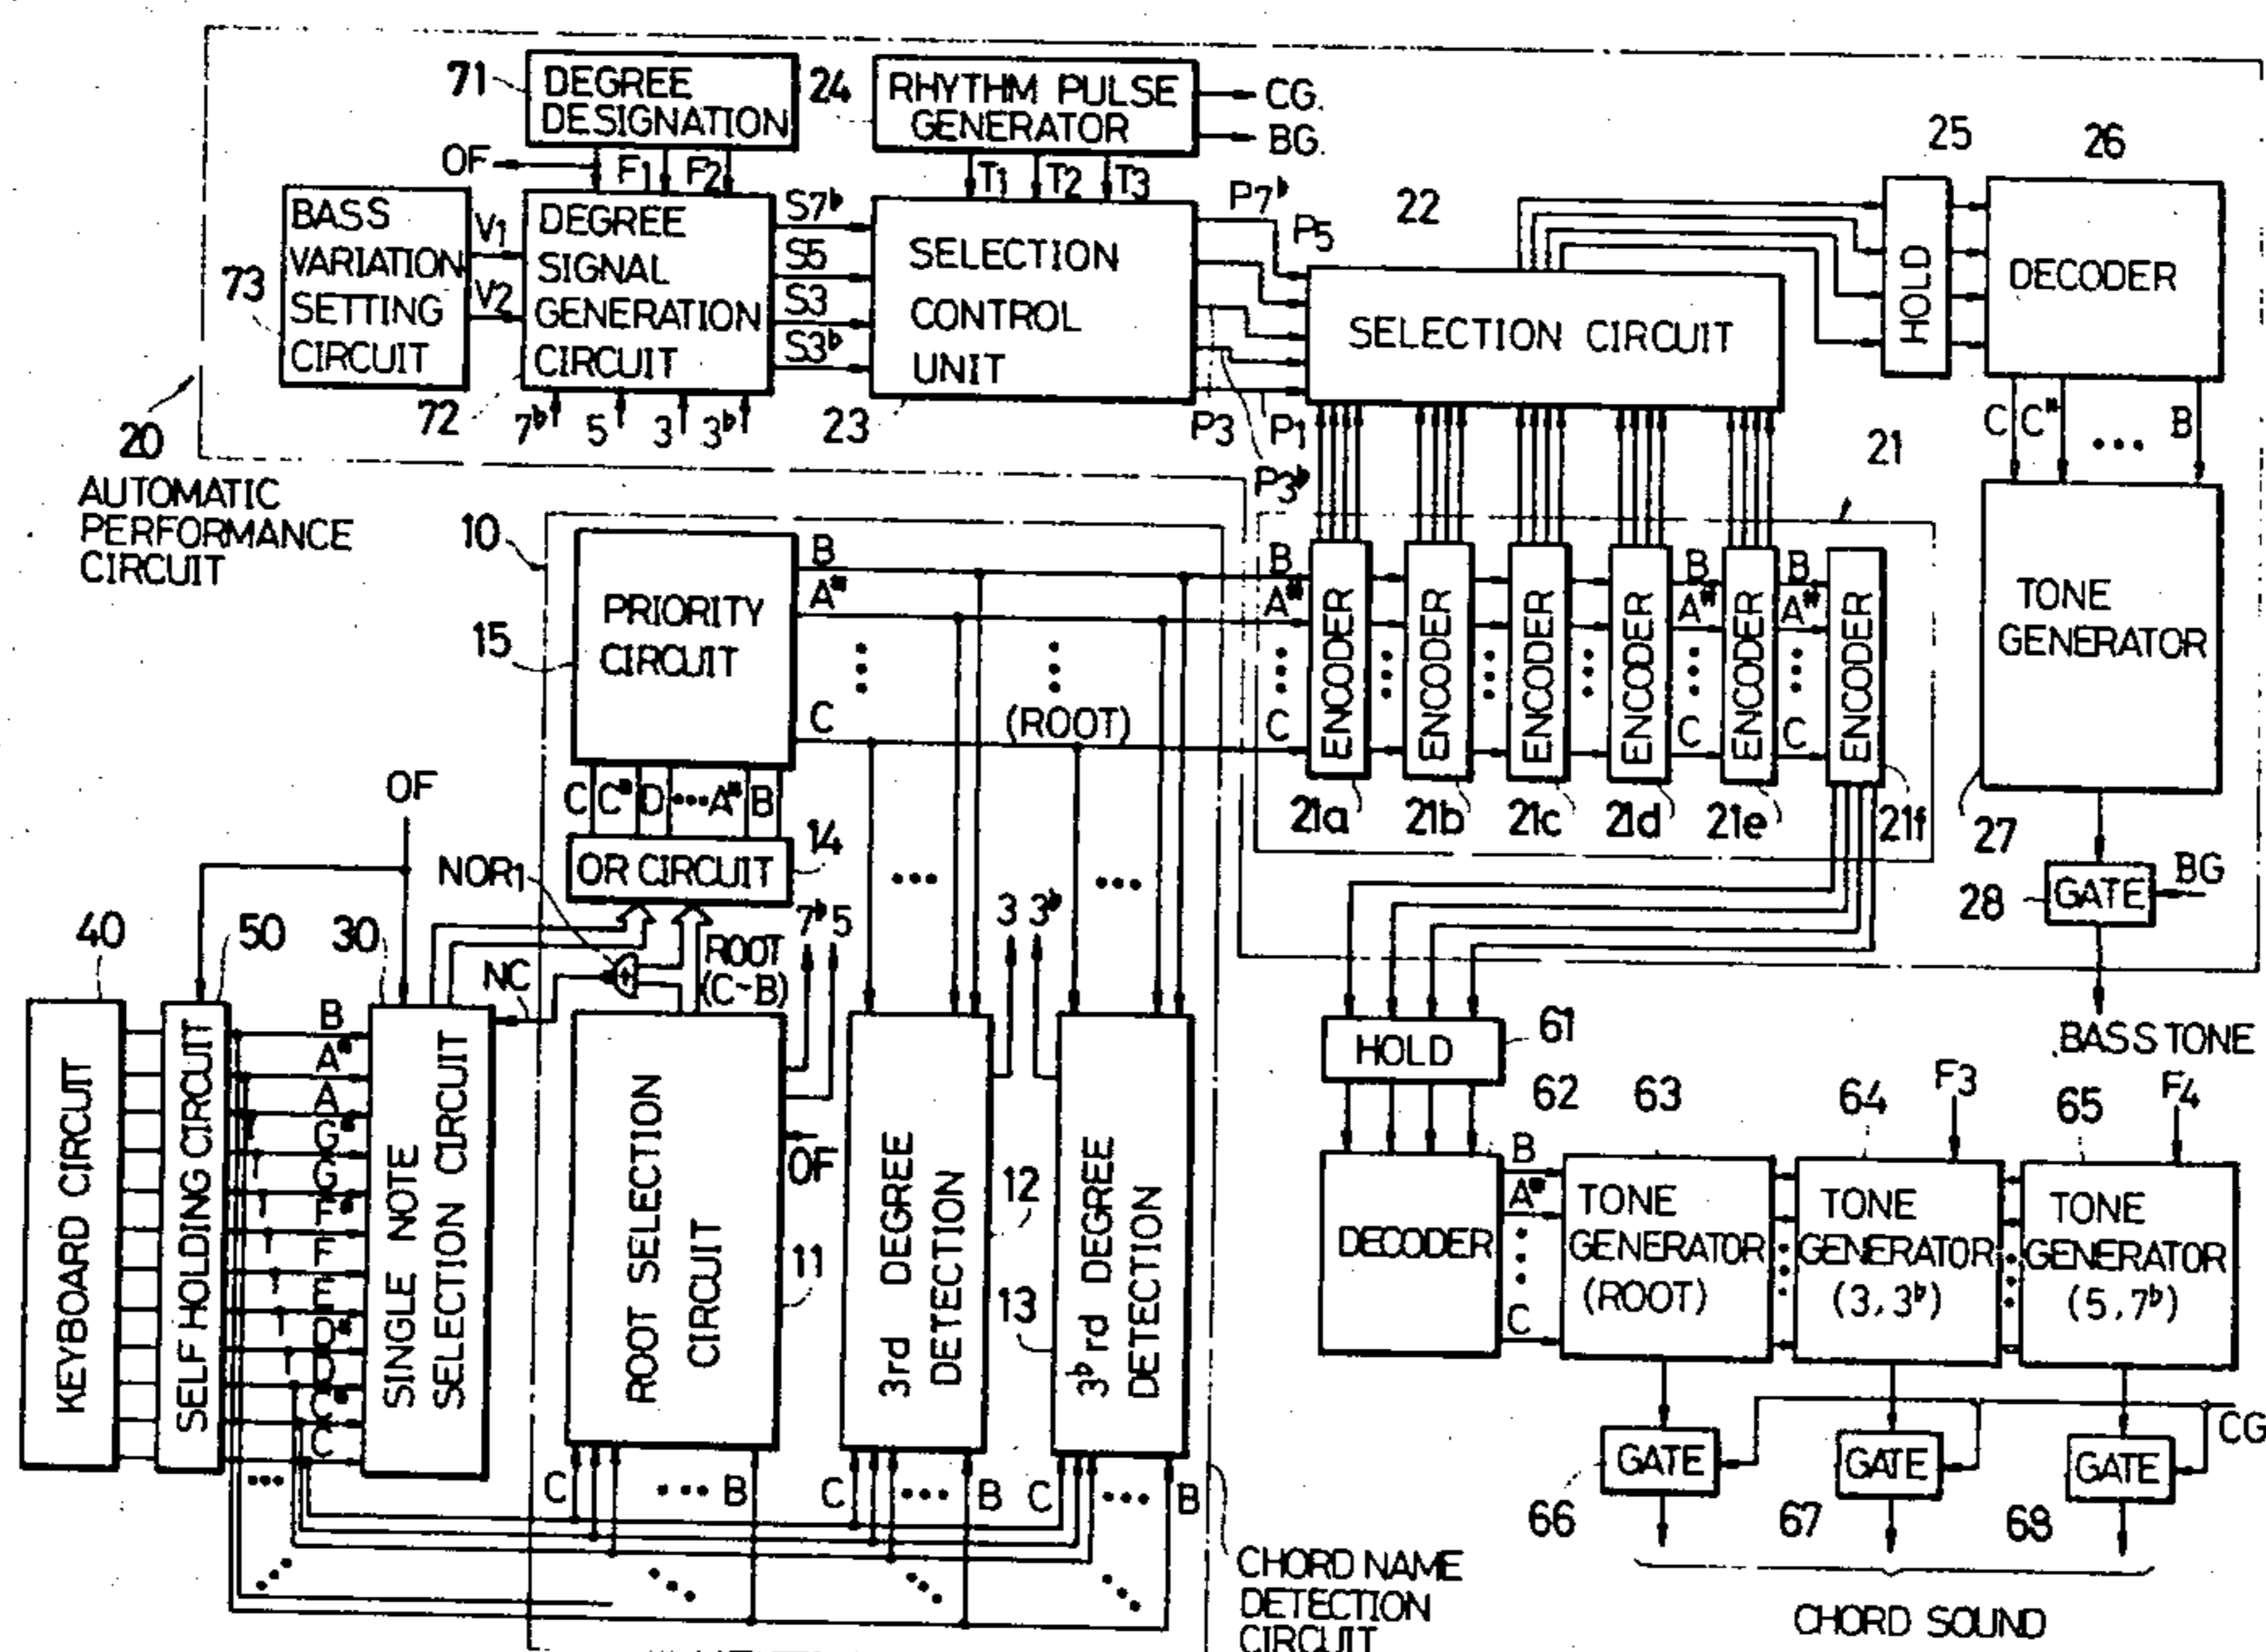 71
DEGREE
DESIGNATION
24
RHYTHM PULSE
GENERATOR
CG.
BG.
25
26
OF
F1
F2
T1
T2
T3
BASS
VARIATION
SETTING
CIRCUIT
73
V1
V2
DEGREE
SIGNAL
GENERATION
CIRCUIT
72
S7♭
S5
S3
S3♭
SELECTION
CONTROL
UNIT
23
P7♭
P5
22
SELECTION CIRCUIT
HOLD
DECODER
7♭
5
3
3♭
P3
P1
P3♭
C
C#
...
B
20
AUTOMATIC
PERFORMANCE
CIRCUIT
21
10
PRIORITY
CIRCUIT
15
B
A#
C
(ROOT)
B
A#
C
ENCODER
ENCODER
ENCODER
ENCODER
B
A#
C
ENCODER
B
A#
C
ENCODER
21a
21b
21c
21d
21e
21f
TONE
GENERATOR
27
C C# D ...A# B
OF
OR CIRCUIT
14
NOR1
...
...
GATE
28
BG
BASS TONE
40
50
30
NC
ROOT
(C~B)
7♭
5
3
3♭
KEYBOARD CIRCUIT
SELF HOLDING CIRCUIT
B
A#
A
G#
G
F#
F
E
D#
D
C#
C
...
SINGLE NOTE
SELECTION CIRCUIT
ROOT SELECTION
CIRCUIT
11
OF
3rd DEGREE
DETECTION
12
3♭rd DEGREE
DETECTION
13
C ... B
C ... B
C ... B
HOLD
61
62
63
64
F3
65
F4
DECODER
B
A#
C
TONE
GENERATOR
(ROOT)
TONE
GENERATOR
(3, 3♭)
TONE
GENERATOR
(5, 7♭)
CG
GATE
66
GATE
67
GATE
68
CHORD NAME
DETECTION
CIRCUIT
CHORD SOUND